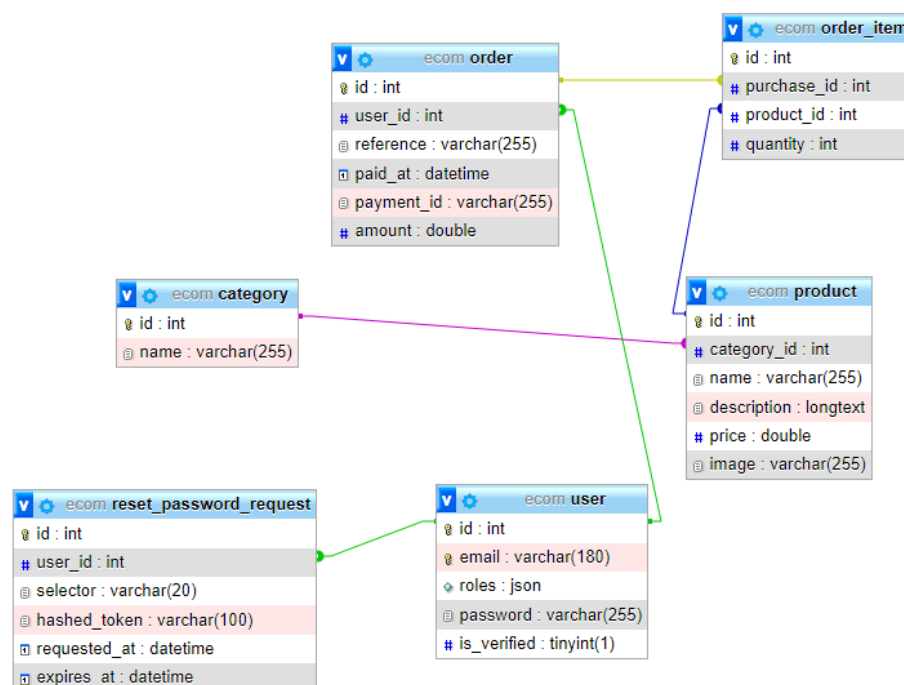 ecom order
id : int
user_id : int
reference : varchar(255)
paid_at : datetime
payment_id : varchar(255)
amount : double
ecom order_item
id : int
purchase_id : int
product_id : int
quantity : int
ecom category
id : int
name : varchar(255)
ecom product
id : int
category_id : int
name : varchar(255)
description : longtext
price : double
image : varchar(255)
ecom reset_password_request
id : int
user_id : int
selector : varchar(20)
hashed_token : varchar(100)
requested_at : datetime
expires_at : datetime
ecom user
id : int
email : varchar(180)
roles : json
password : varchar(255)
is_verified : tinyint(1)